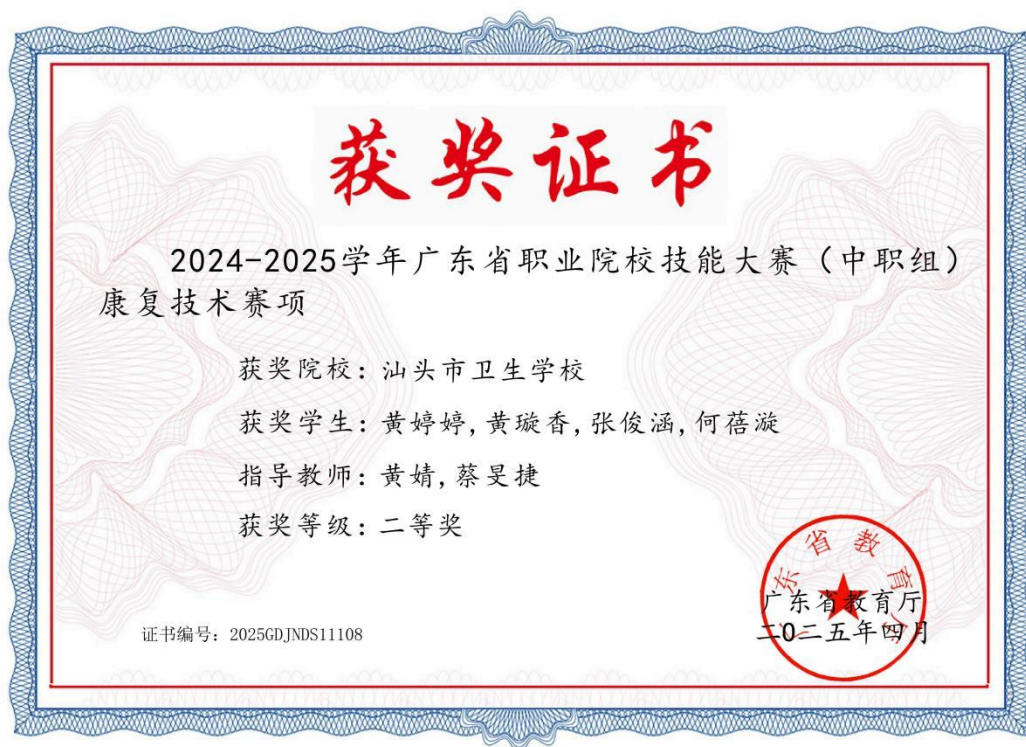 获奖证书
2024-2025学年广东省职业院校技能大赛（中职组）
康复技术赛项
获奖院校：汕头市卫生学校
获奖学生：黄婷婷,黄璇香,张俊涵,何蓓漩
指导教师：黄婧,蔡旻捷
获奖等级：二等奖
广东省教育厅
广东省教育厅
二0二五年四月
证书编号：2025GDJNDS11108